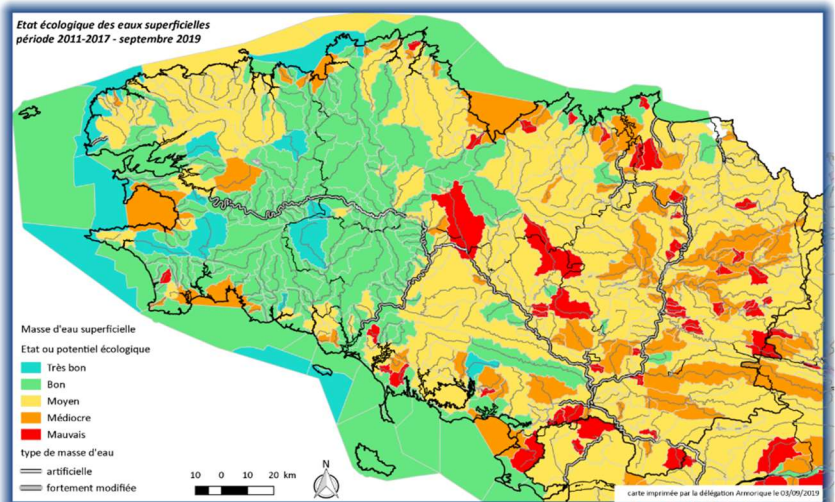 Etat écologique des eaux superficielles
période 2011-2017 - septembre 2019
Masse d'eau superficielle
Etat ou potentiel écologique
Très bon
Bon
Moyen
Médiocre
Mauvais
type de masse d'eau
artificielle
fortement modifiée
10 0 10 20 km
N
carte imprimée par la délégation Armorique le 03/09/2019